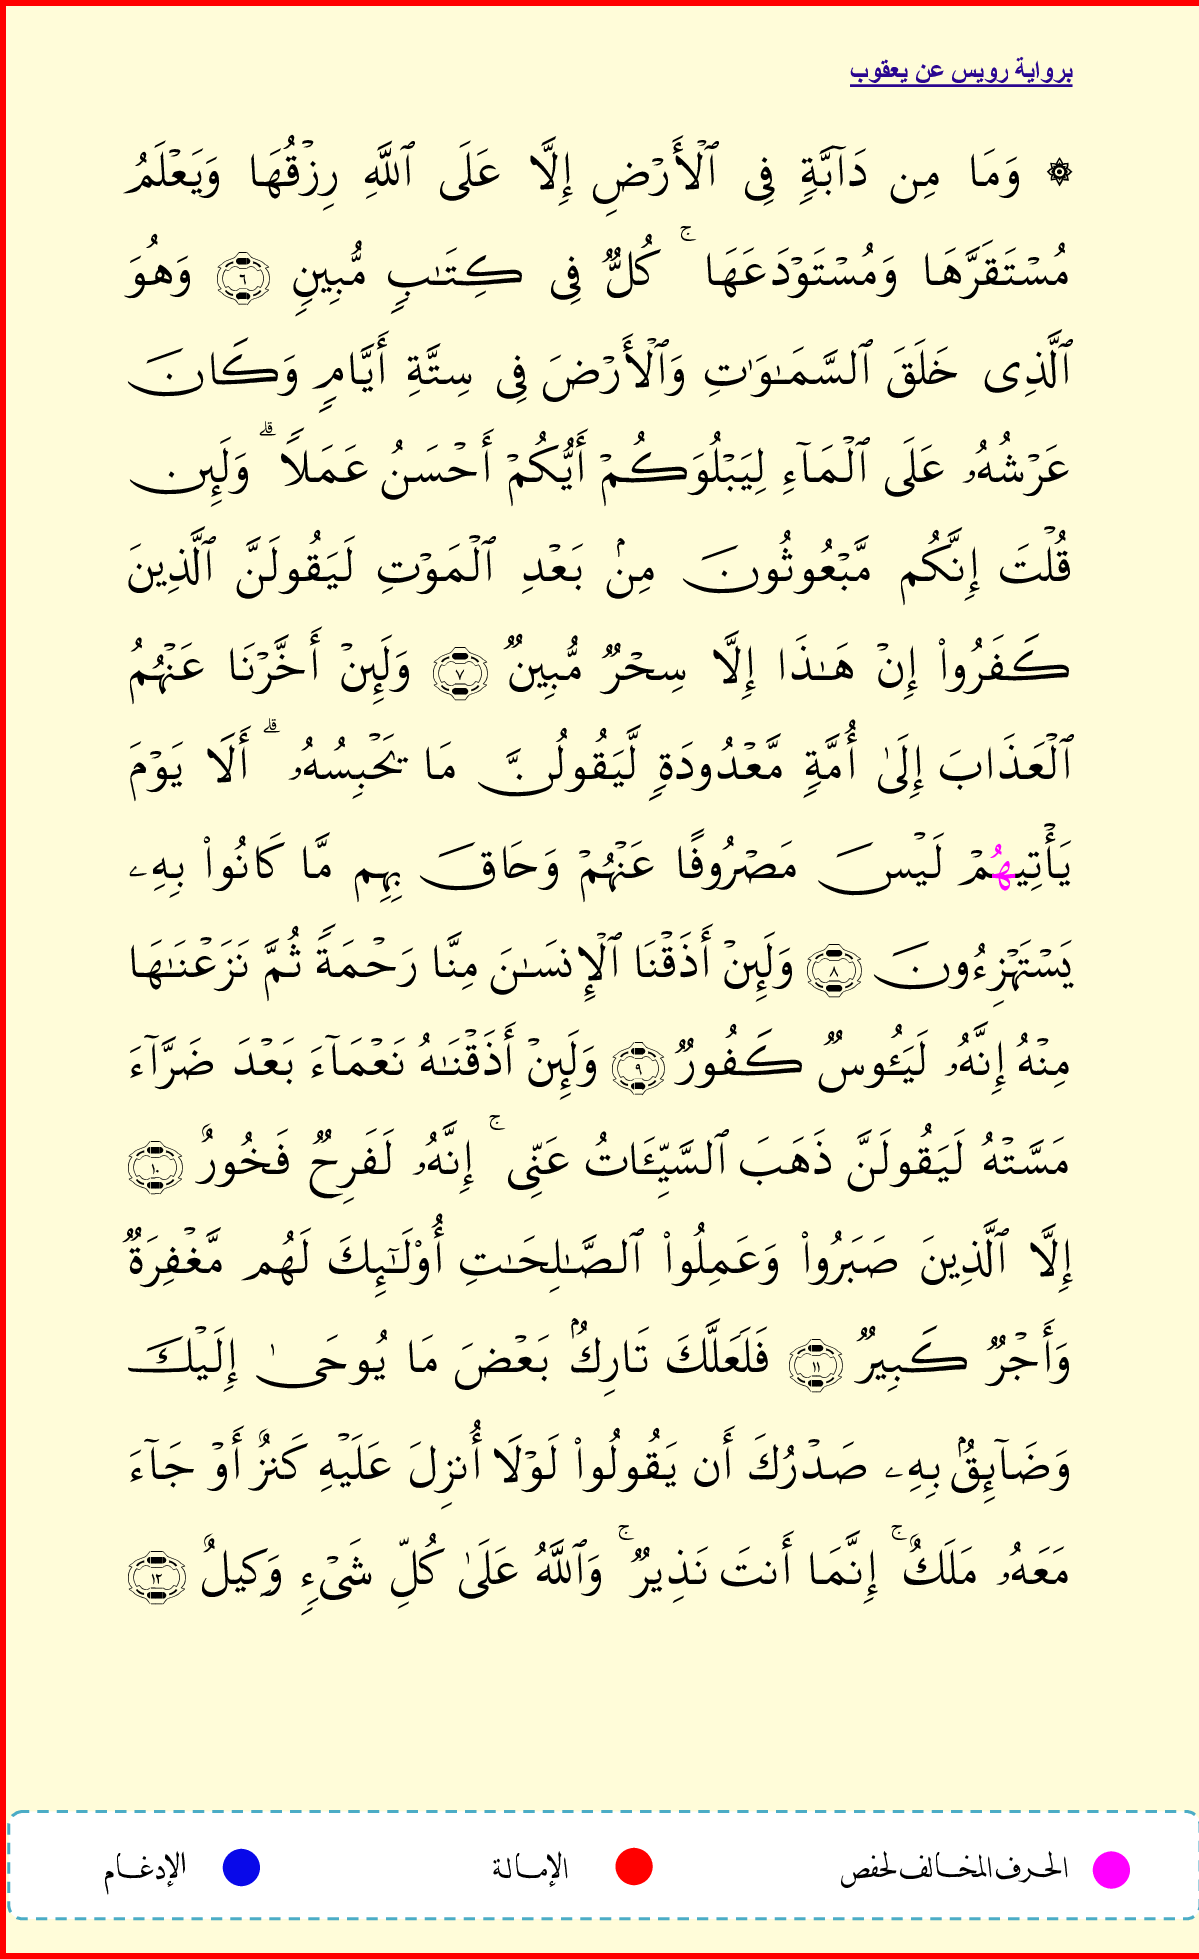 برواية رويس عن يعقوب
۞ وَمَا مِن دَآبَّةٖ فِي ٱلۡأَرۡضِ إِلَّا عَلَى ٱللَّهِ رِزۡقُهَا وَيَعۡلَمُ
مُسۡتَقَرَّهَا وَمُسۡتَوۡدَعَهَا ۚ كُلّٞ فِي كِتَٰبٖ مُّبِينٖ ٦ وَهُوَ
ٱلَّذِي خَلَقَ ٱلسَّمَٰوَٰتِ وَٱلۡأَرۡضَ فِي سِتَّةِ أَيَّامٖ وَكَانَ
عَرۡشُهُۥ عَلَى ٱلۡمَآءِ لِيَبۡلُوَكُمۡ أَيُّكُمۡ أَحۡسَنُ عَمَلٗا ۗ وَلَئِن
قُلۡتَ إِنَّكُم مَّبۡعُوثُونَ مِنۢ بَعۡدِ ٱلۡمَوۡتِ لَيَقُولَنَّ ٱلَّذِينَ
كَفَرُواْ إِنۡ هَٰذَا إِلَّا سِحۡرٞ مُّبِينٞ ٧ وَلَئِنۡ أَخَّرۡنَا عَنۡهُمُ
ٱلۡعَذَابَ إِلَىٰ أُمَّةٖ مَّعۡدُودَةٖ لَّيَقُولُنَّ مَا يَحۡبِسُهُۥ ۗ أَلَا يَوۡمَ
يَأۡتِيهُمۡ لَيۡسَ مَصۡرُوفًا عَنۡهُمۡ وَحَاقَ بِهِم مَّا كَانُواْ بِهِۦ
يَسۡتَهۡزِءُونَ ٨ وَلَئِنۡ أَذَقۡنَا ٱلۡإِنسَٰنَ مِنَّا رَحۡمَةٗ ثُمَّ نَزَعۡنَٰهَا
مِنۡهُ إِنَّهُۥ لَيَـُٔوسٞ كَفُورٞ ٩ وَلَئِنۡ أَذَقۡنَٰهُ نَعۡمَآءَ بَعۡدَ ضَرَّآءَ
مَسَّتۡهُ لَيَقُولَنَّ ذَهَبَ ٱلسَّيِّـَٔاتُ عَنِّي ۚ إِنَّهُۥ لَفَرِحٞ فَخُورٌ ١٠
إِلَّا ٱلَّذِينَ صَبَرُواْ وَعَمِلُواْ ٱلصَّٰلِحَٰتِ أُوْلَٰٓئِكَ لَهُم مَّغۡفِرَةٞ
وَأَجۡرٞ كَبِيرٞ ١١ فَلَعَلَّكَ تَارِكُۢ بَعۡضَ مَا يُوحَىٰ إِلَيۡكَ
وَضَآئِقُۢ بِهِۦ صَدۡرُكَ أَن يَقُولُواْ لَوۡلَا أُنزِلَ عَلَيۡهِ كَنزٌ أَوۡ جَآءَ
مَعَهُۥ مَلَكٌ ۚ إِنَّمَا أَنتَ نَذِيرٞ ۚ وَٱللَّهُ عَلَىٰ كُلِّ شَيۡءٖ وَكِيلٌ ١٢
الحرف المخالف لحفص الإمالة الإدغام